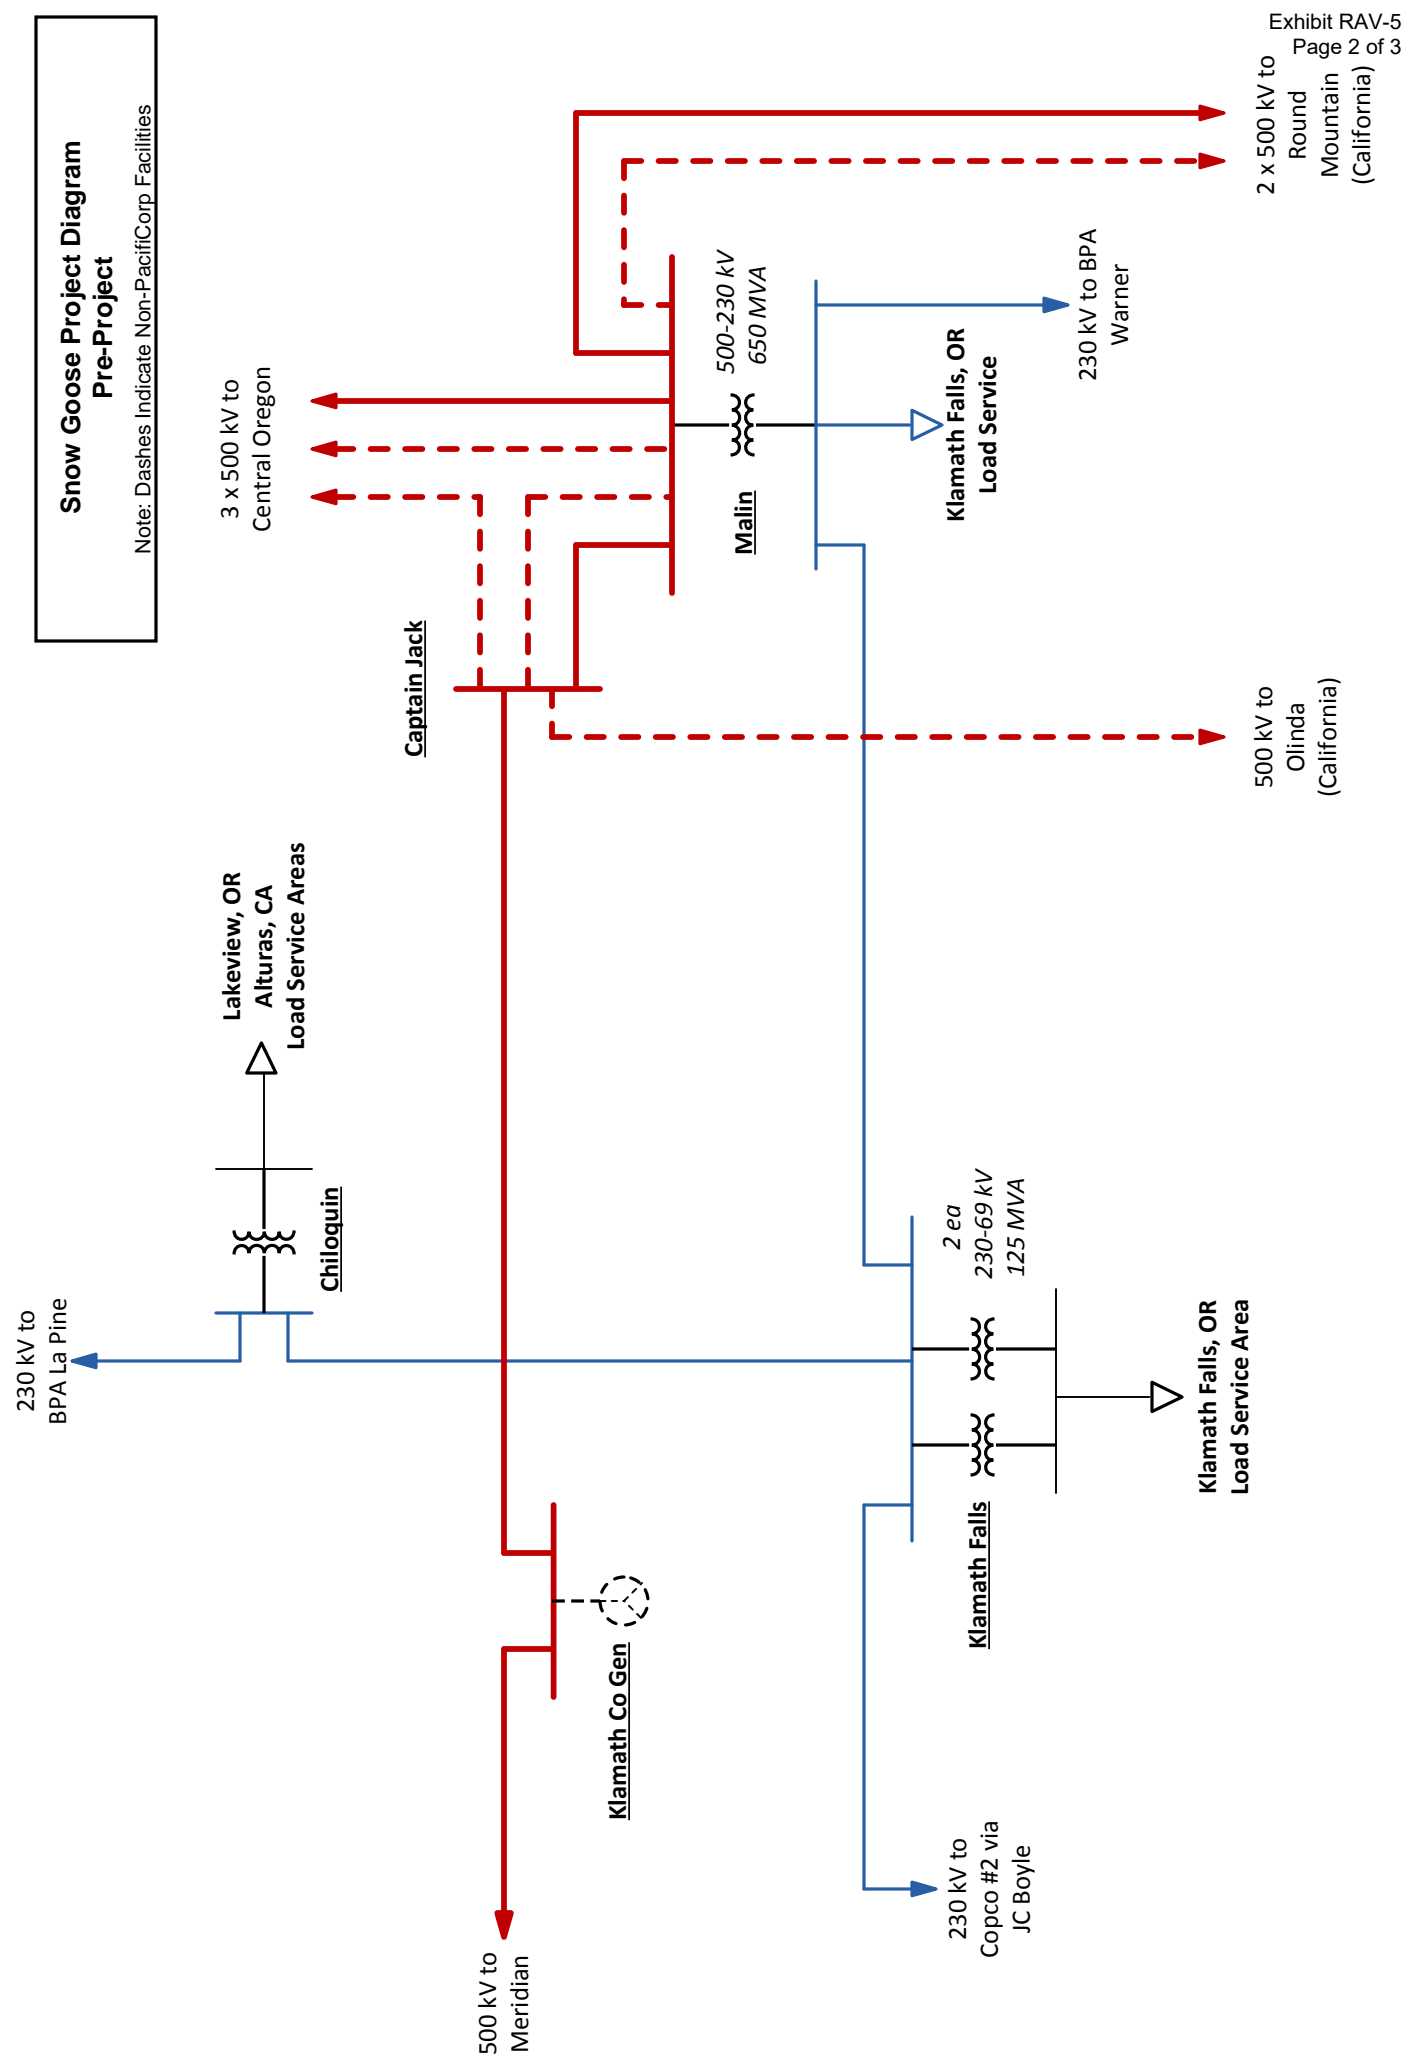 Exhibit RAV-5
Page 2 of 3
Snow Goose Project Diagram
Pre-Project
Note: Dashes Indicate Non-PacifiCorp Facilities
230 kV to
BPA La Pine
Chiloquin
Lakeview, OR
Alturas, CA
Load Service Areas
3 x 500 kV to
Central Oregon
Captain Jack
500 kV to
Meridian
Klamath Co Gen
Malin
500-230 kV
650 MVA
2 x 500 kV to
Round
Mountain
(California)
Klamath Falls, OR
Load Service
230 kV to BPA
Warner
500 kV to
Olinda
(California)
230 kV to
Copco #2 via
JC Boyle
Klamath Falls
2 ea
230-69 kV
125 MVA
Klamath Falls, OR
Load Service Area